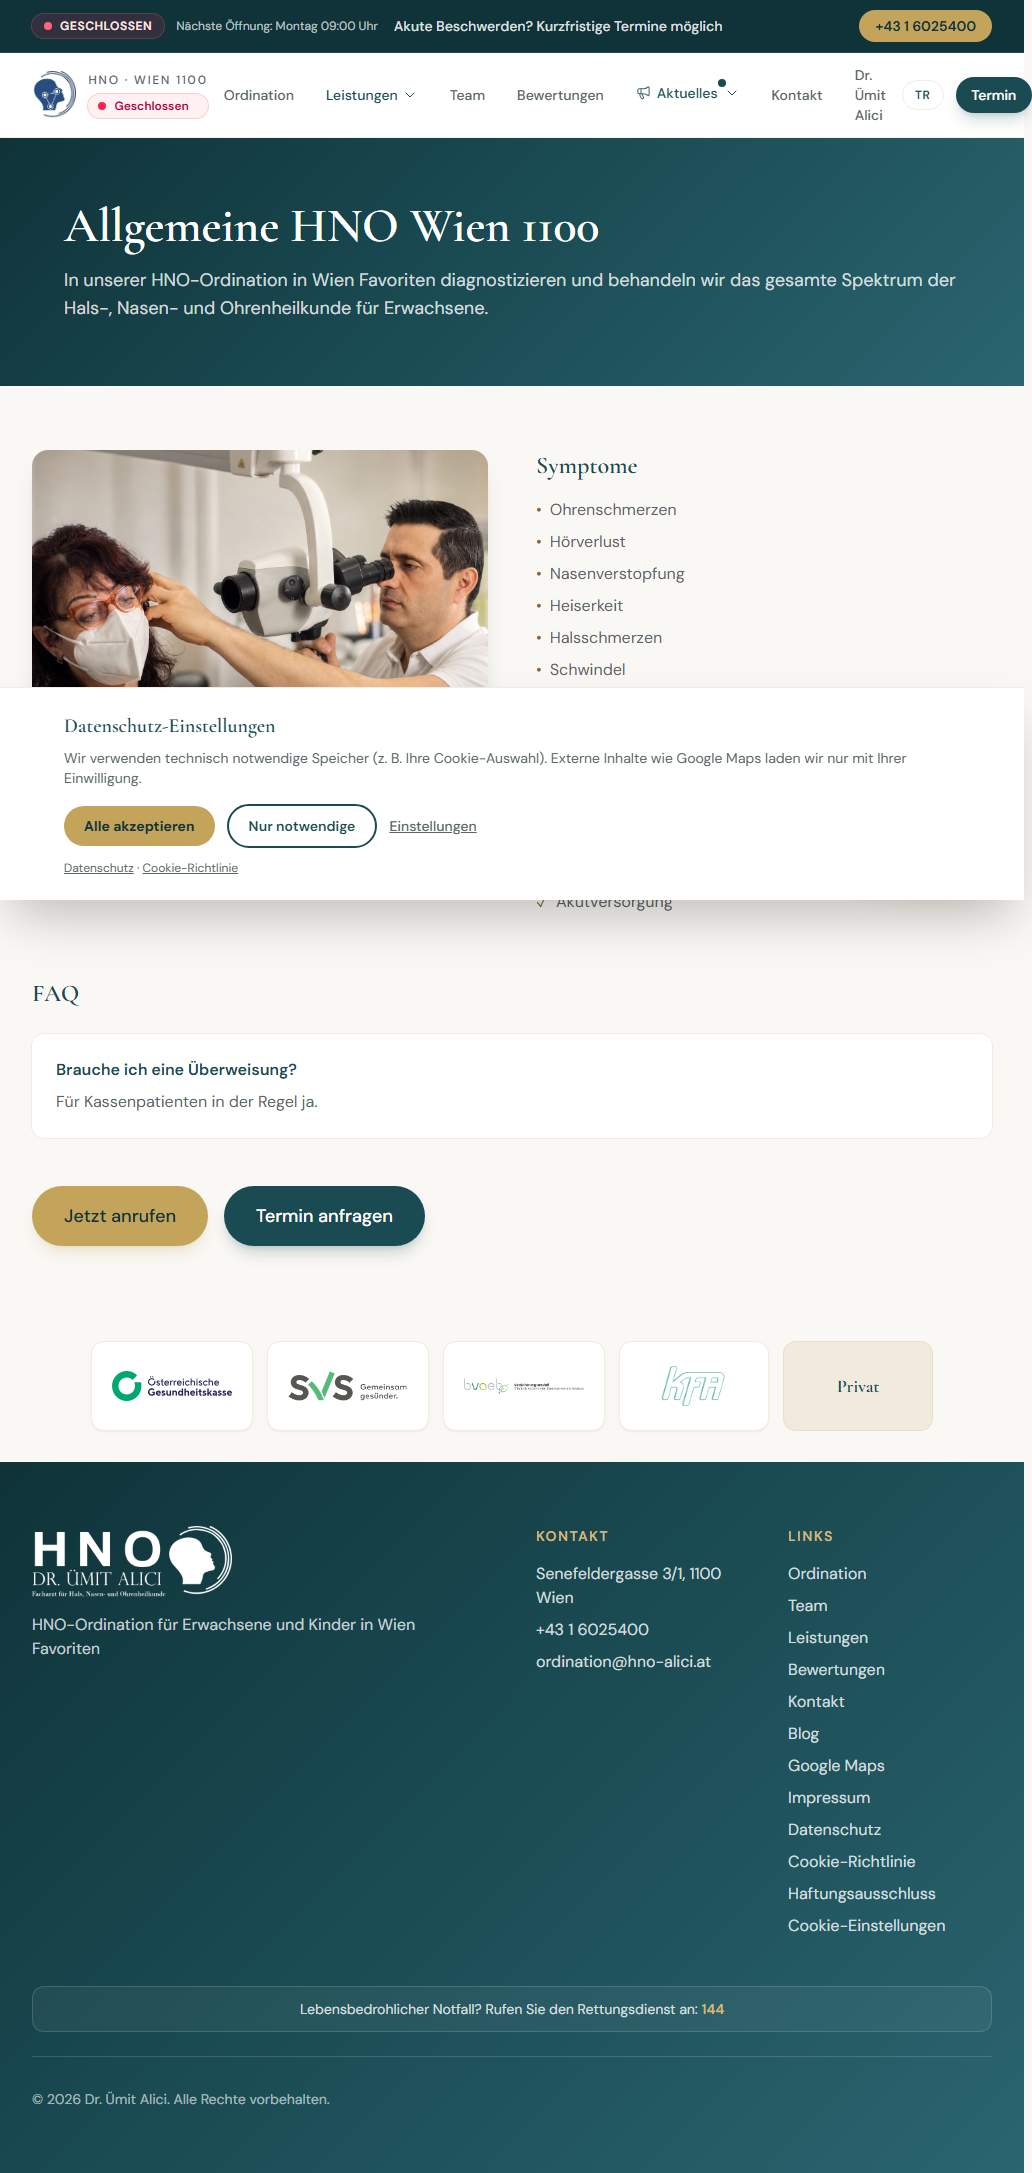 GESCHLOSSEN
Nächste Öffnung: Montag 09:00 Uhr
Akute Beschwerden? Kurzfristige Termine möglich
+43 1 6025400
HNO · WIEN 1100
Geschlossen
Ordination
Leistungen
Team
Bewertungen
Aktuelles
Kontakt
Dr.
Ümit
Alici
TR
Termin
Allgemeine HNO Wien 1100
In unserer HNO-Ordination in Wien Favoriten diagnostizieren und behandeln wir das gesamte Spektrum der
Hals-, Nasen- und Ohrenheilkunde für Erwachsene.
Symptome
• Ohrenschmerzen
• Hörverlust
• Nasenverstopfung
• Heiserkeit
• Halsschmerzen
• Schwindel
Datenschutz-Einstellungen
Wir verwenden technisch notwendige Speicher (z. B. Ihre Cookie-Auswahl). Externe Inhalte wie Google Maps laden wir nur mit Ihrer
Einwilligung.
Alle akzeptieren
Nur notwendige
Einstellungen
Datenschutz · Cookie-Richtlinie
✓ Akutversorgung
FAQ
Brauche ich eine Überweisung?
Für Kassenpatienten in der Regel ja.
Jetzt anrufen
Termin anfragen
Österreichische
Gesundheitskasse
SVS Gemeinsam
gesünder.
bvaeb
KFA
Privat
HNO
DR. ÜMIT ALICI
Facharzt für Hals, Nasen- und Ohrenheilkunde
HNO-Ordination für Erwachsene und Kinder in Wien
Favoriten
KONTAKT
Senefeldergasse 3/1, 1100
Wien
+43 1 6025400
ordination@hno-alici.at
LINKS
Ordination
Team
Leistungen
Bewertungen
Kontakt
Blog
Google Maps
Impressum
Datenschutz
Cookie-Richtlinie
Haftungsausschluss
Cookie-Einstellungen
Lebensbedrohlicher Notfall? Rufen Sie den Rettungsdienst an: 144
© 2026 Dr. Ümit Alici. Alle Rechte vorbehalten.